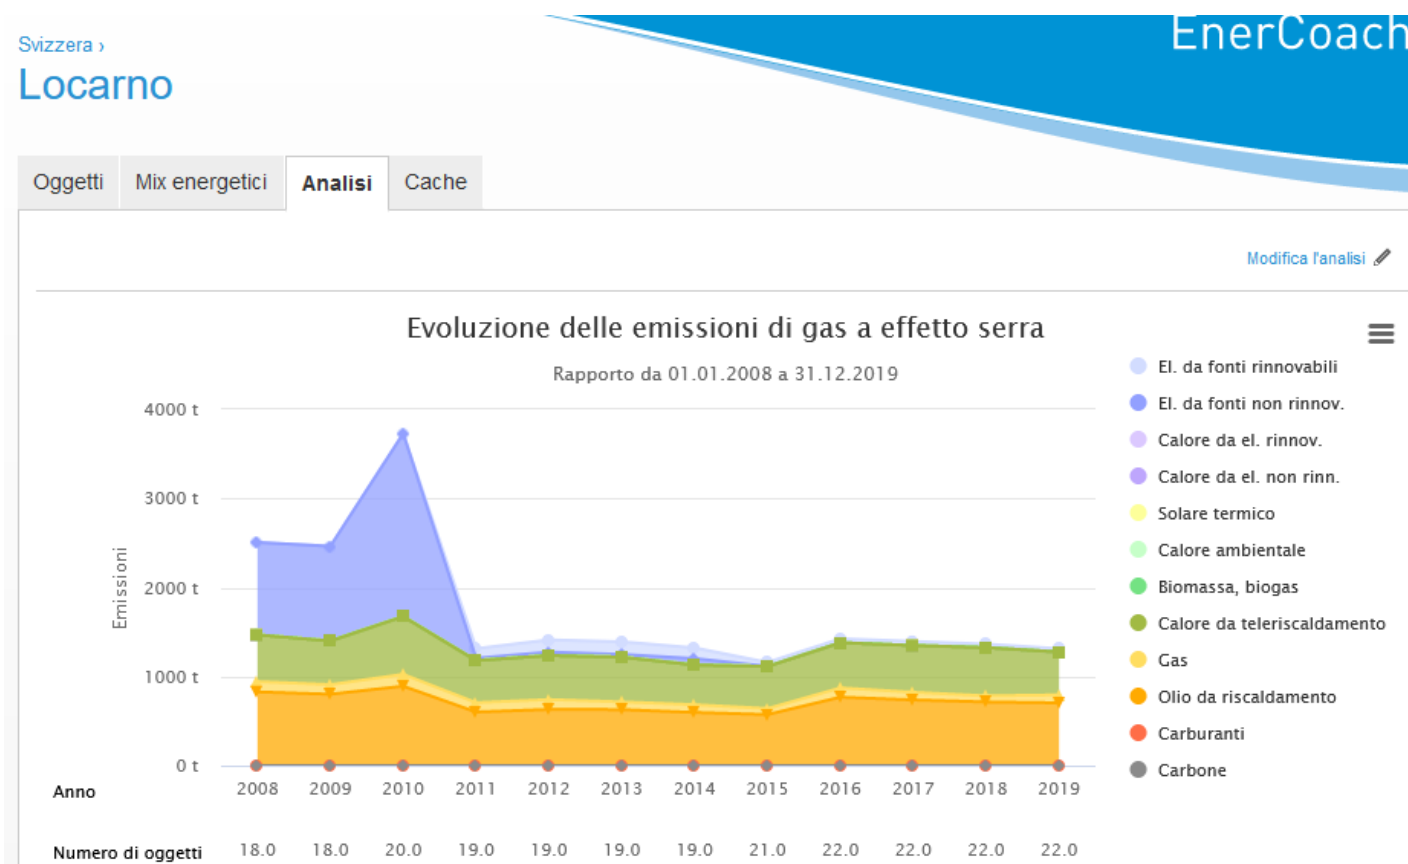 EnerCoach
Svizzera ›
Locarno
Oggetti Mix energetici Analisi Cache
Modifica l'analisi
Evoluzione delle emissioni di gas a effetto serra
Rapporto da 01.01.2008 a 31.12.2019
4000 t
3000 t
2000 t
1000 t
0 t
Emissioni
El. da fonti rinnovabili
El. da fonti non rinnov.
Calore da el. rinnov.
Calore da el. non rinn.
Solare termico
Calore ambientale
Biomassa, biogas
Calore da teleriscaldamento
Gas
Olio da riscaldamento
Carburanti
Carbone
Anno 2008 2009 2010 2011 2012 2013 2014 2015 2016 2017 2018 2019
Numero di oggetti 18.0 18.0 20.0 19.0 19.0 19.0 19.0 21.0 22.0 22.0 22.0 22.0